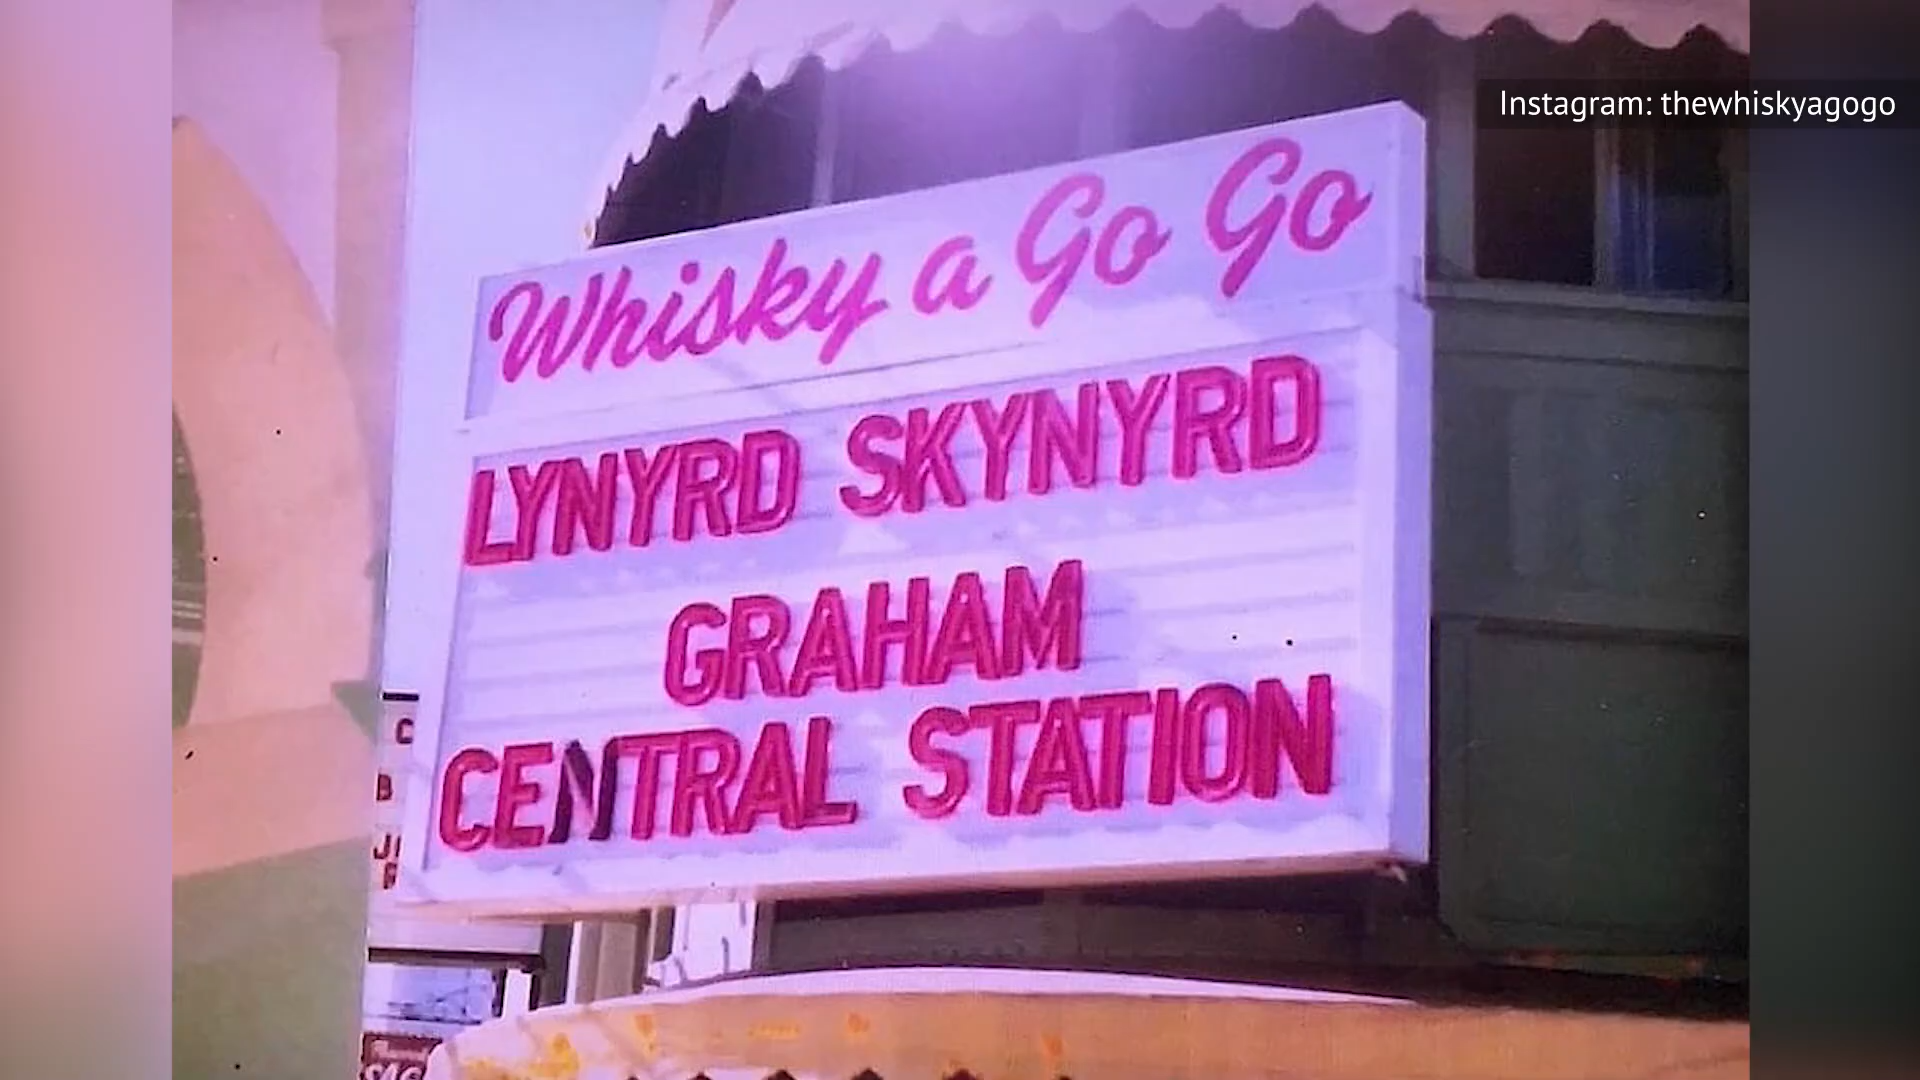 Instagram: thewhiskyagogo
Whisky a Go Go
LYNYRD SKYNYRD
GRAHAM
CENTRAL STATION